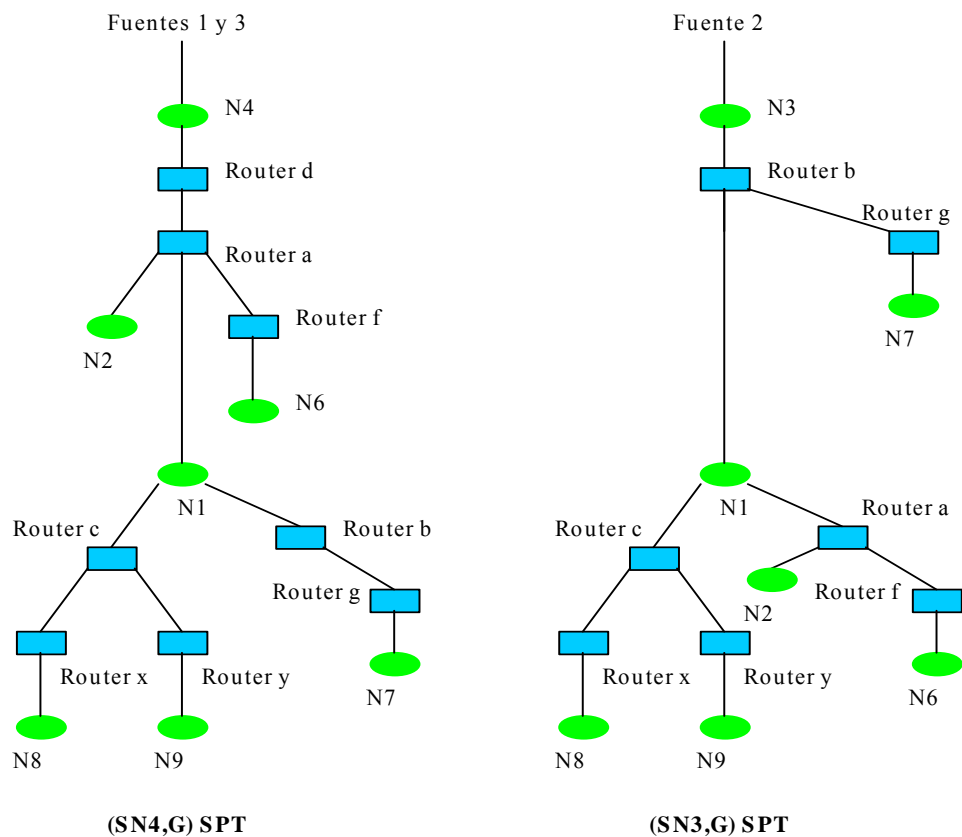 Fuentes 1 y 3
N4
Router d
Router a
Router f
N2
N6
N1
Router c
Router b
Router g
Router x
Router y
N7
N8
N9
(SN4,G) SPT
Fuente 2
N3
Router b
Router g
N7
N1
Router a
Router c
N2
Router f
Router x
Router y
N6
N8
N9
(SN3,G) SPT